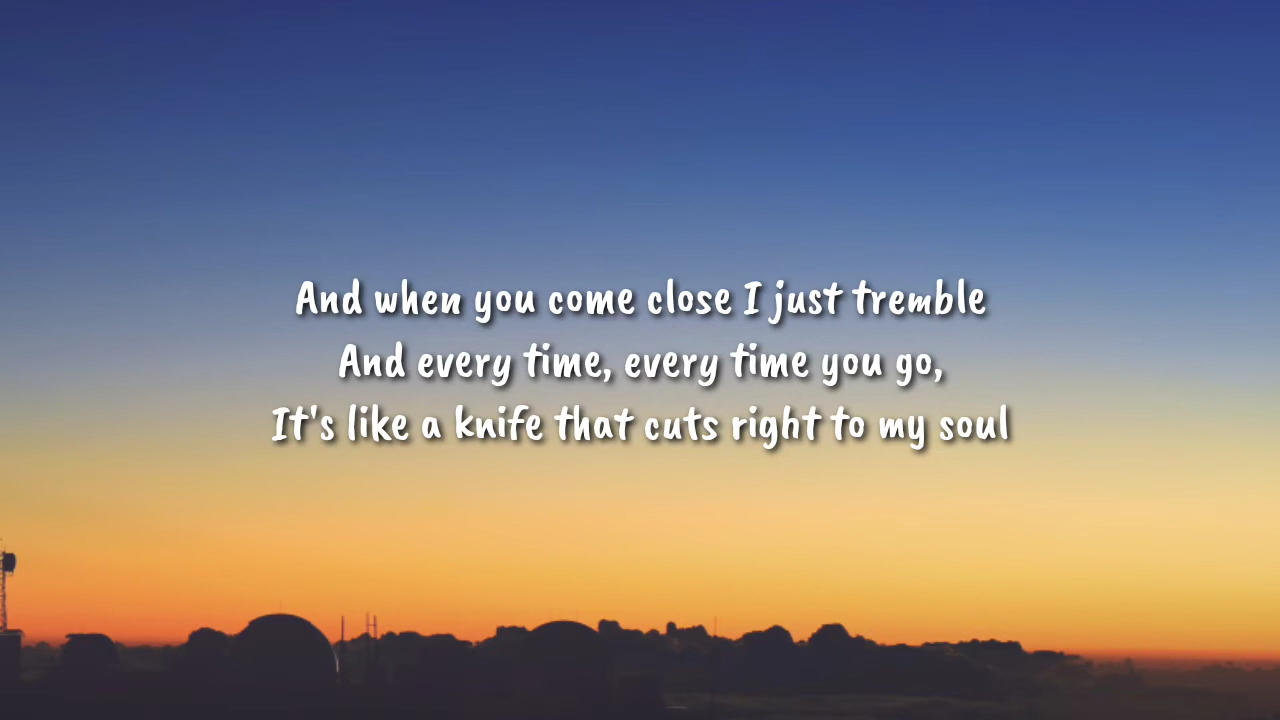 And when you come close I just tremble
And every time, every time you go,
It's like a knife that cuts right to my soul